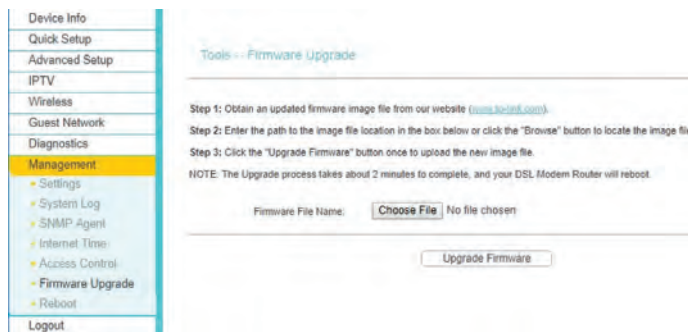 Device Info
Quick Setup
Advanced Setup
IPTV
Wireless
Guest Network
Diagnostics
Management
Settings
System Log
SNMP Agent
Internet Time
Access Control
Firmware Upgrade
Reboot
Logout
Tools -- Firmware Upgrade
Step 1: Obtain an updated firmware image file from our website (www.tp-link.com).
Step 2: Enter the path to the image file location in the box below or click the "Browse" button to locate the image file
Step 3: Click the "Upgrade Firmware" button once to upload the new image file.
NOTE: The Upgrade process takes about 2 minutes to complete, and your DSL Modem Router will reboot.
Firmware File Name: Choose File No file chosen
Upgrade Firmware